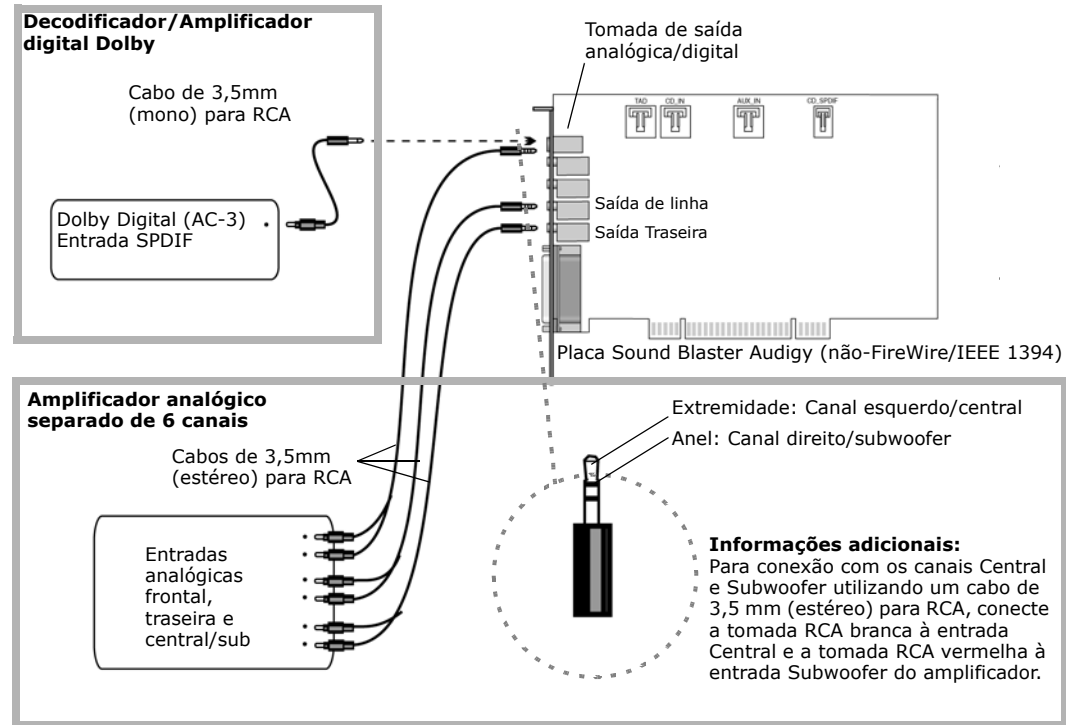 Decodificador/Amplificador
digital Dolby
Cabo de 3,5mm
(mono) para RCA
Dolby Digital (AC-3)
Entrada SPDIF
Tomada de saída
analógica/digital
TAD
CD_IN
AUX_IN
CD_SPDIF
Saída de linha
Saída Traseira
Placa Sound Blaster Audigy (não-FireWire/IEEE 1394)
Amplificador analógico
separado de 6 canais
Cabos de 3,5mm
(estéreo) para RCA
Entradas
analógicas
frontal,
traseira e
central/sub
Extremidade: Canal esquerdo/central
Anel: Canal direito/subwoofer
Informações adicionais:
Para conexão com os canais Central
e Subwoofer utilizando um cabo de
3,5 mm (estéreo) para RCA, conecte
a tomada RCA branca à entrada
Central e a tomada RCA vermelha à
entrada Subwoofer do amplificador.